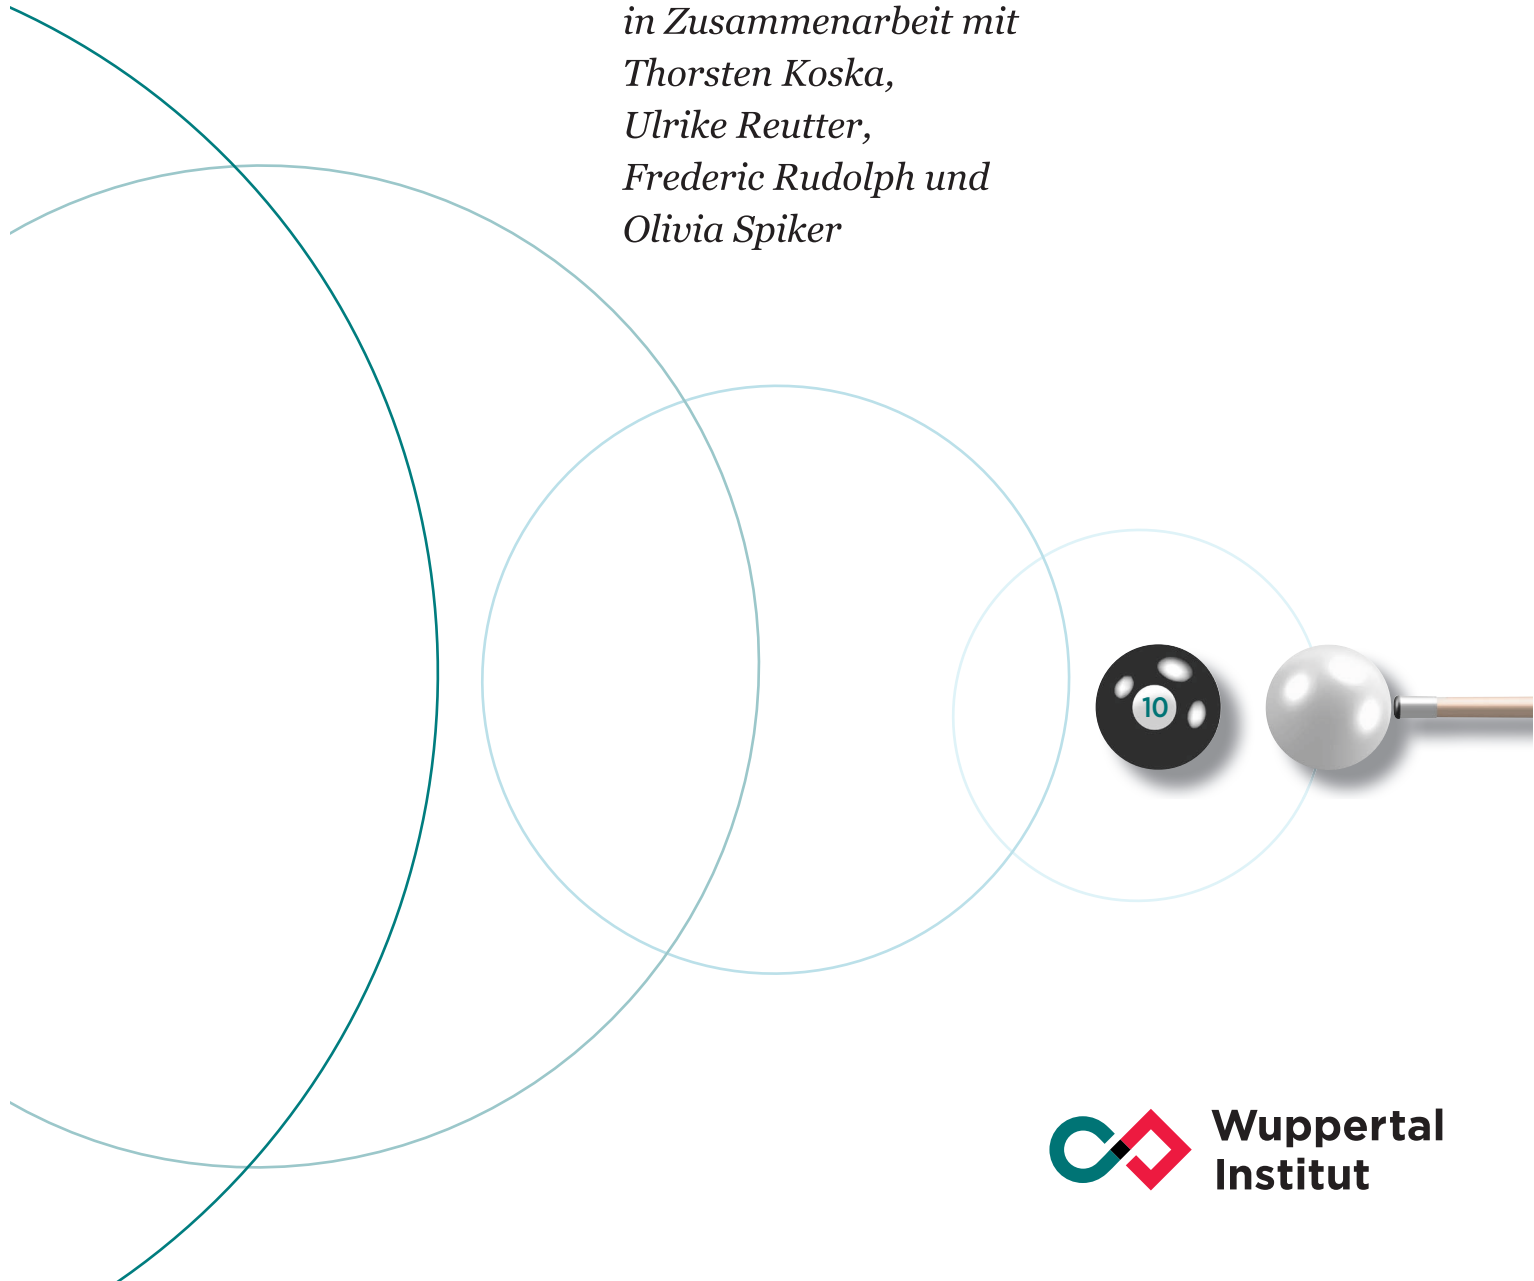 in Zusammenarbeit mit
Thorsten Koska,
Ulrike Reutter,
Frederic Rudolph und
Olivia Spiker
10
Wuppertal
Institut